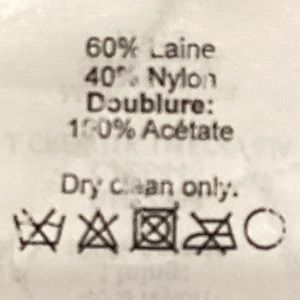 60% Laine
40% Nylon
Doublure:
100% Acétate
Dry clean only.